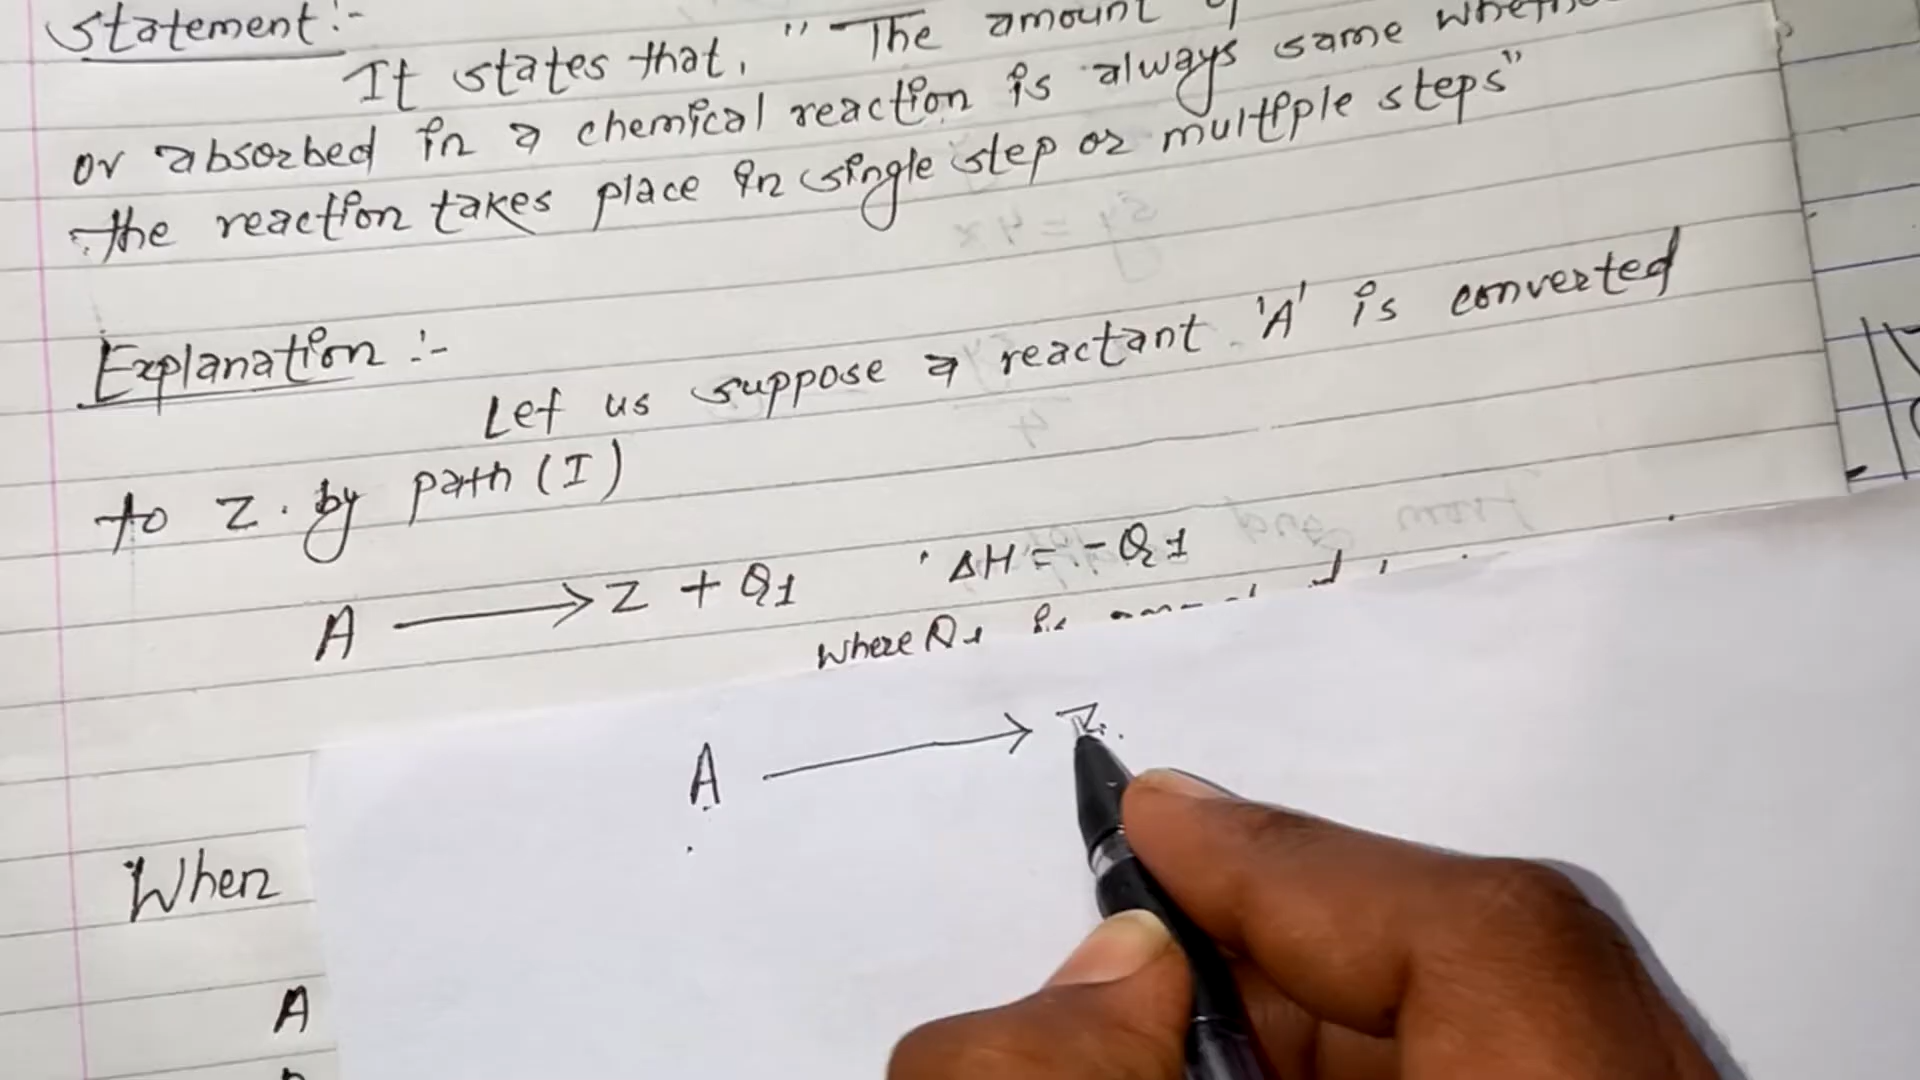 Statement:-
It states that, "The amount
or absorbed in a chemical reaction is always same
the reaction takes place in single step or multiple steps"
Explanation :-
Let us suppose a reactant 'A' is converted
to Z. by path (I)
A ⟶ Z + Q1 ΔH = -Q1
where Q1 is
A ⟶ Z
When
A